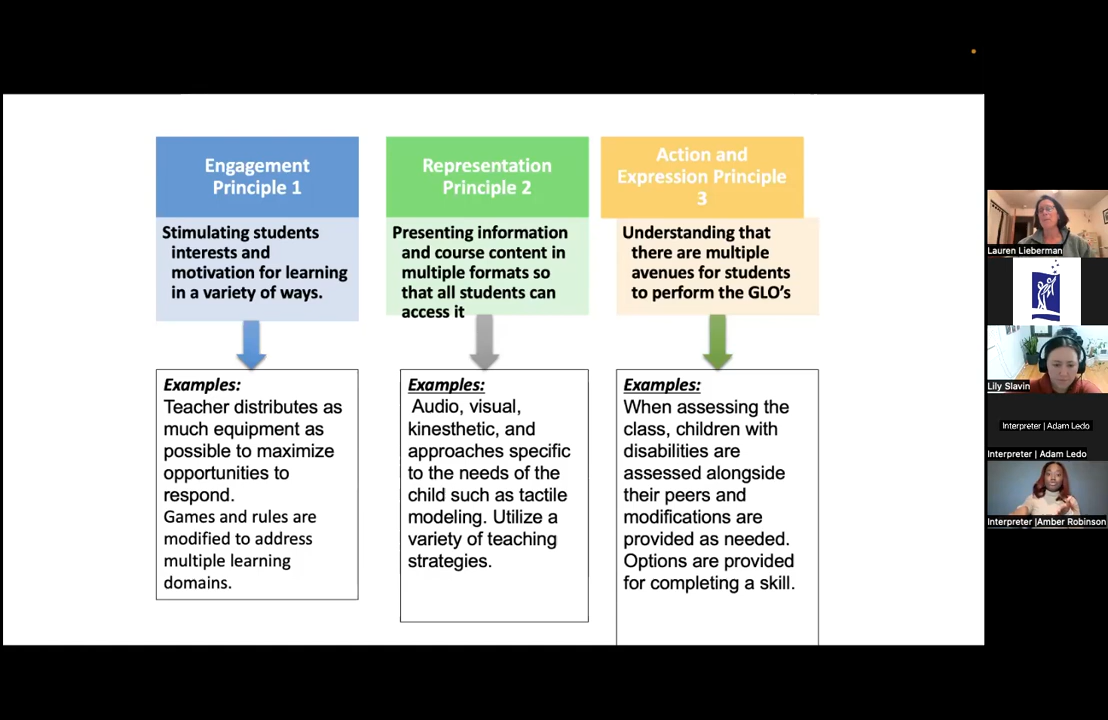 Engagement
Principle 1
Stimulating students
interests and
motivation for learning
in a variety of ways.
Examples:
Teacher distributes as
much equipment as
possible to maximize
opportunities to
respond.
Games and rules are
modified to address
multiple learning
domains.
Representation
Principle 2
Presenting information
and course content in
multiple formats so
that all students can
access it
Examples:
Audio, visual,
kinesthetic, and
approaches specific
to the needs of the
child such as tactile
modeling. Utilize a
variety of teaching
strategies.
Action and
Expression Principle
3
Understanding that
there are multiple
avenues for students
to perform the GLO's
Examples:
When assessing the
class, children with
disabilities are
assessed alongside
their peers and
modifications are
provided as needed.
Options are provided
for completing a skill.
Lauren Lieberman
Lily Slavin
Interpreter | Adam Ledo
Interpreter | Adam Ledo
Interpreter |Amber Robinson